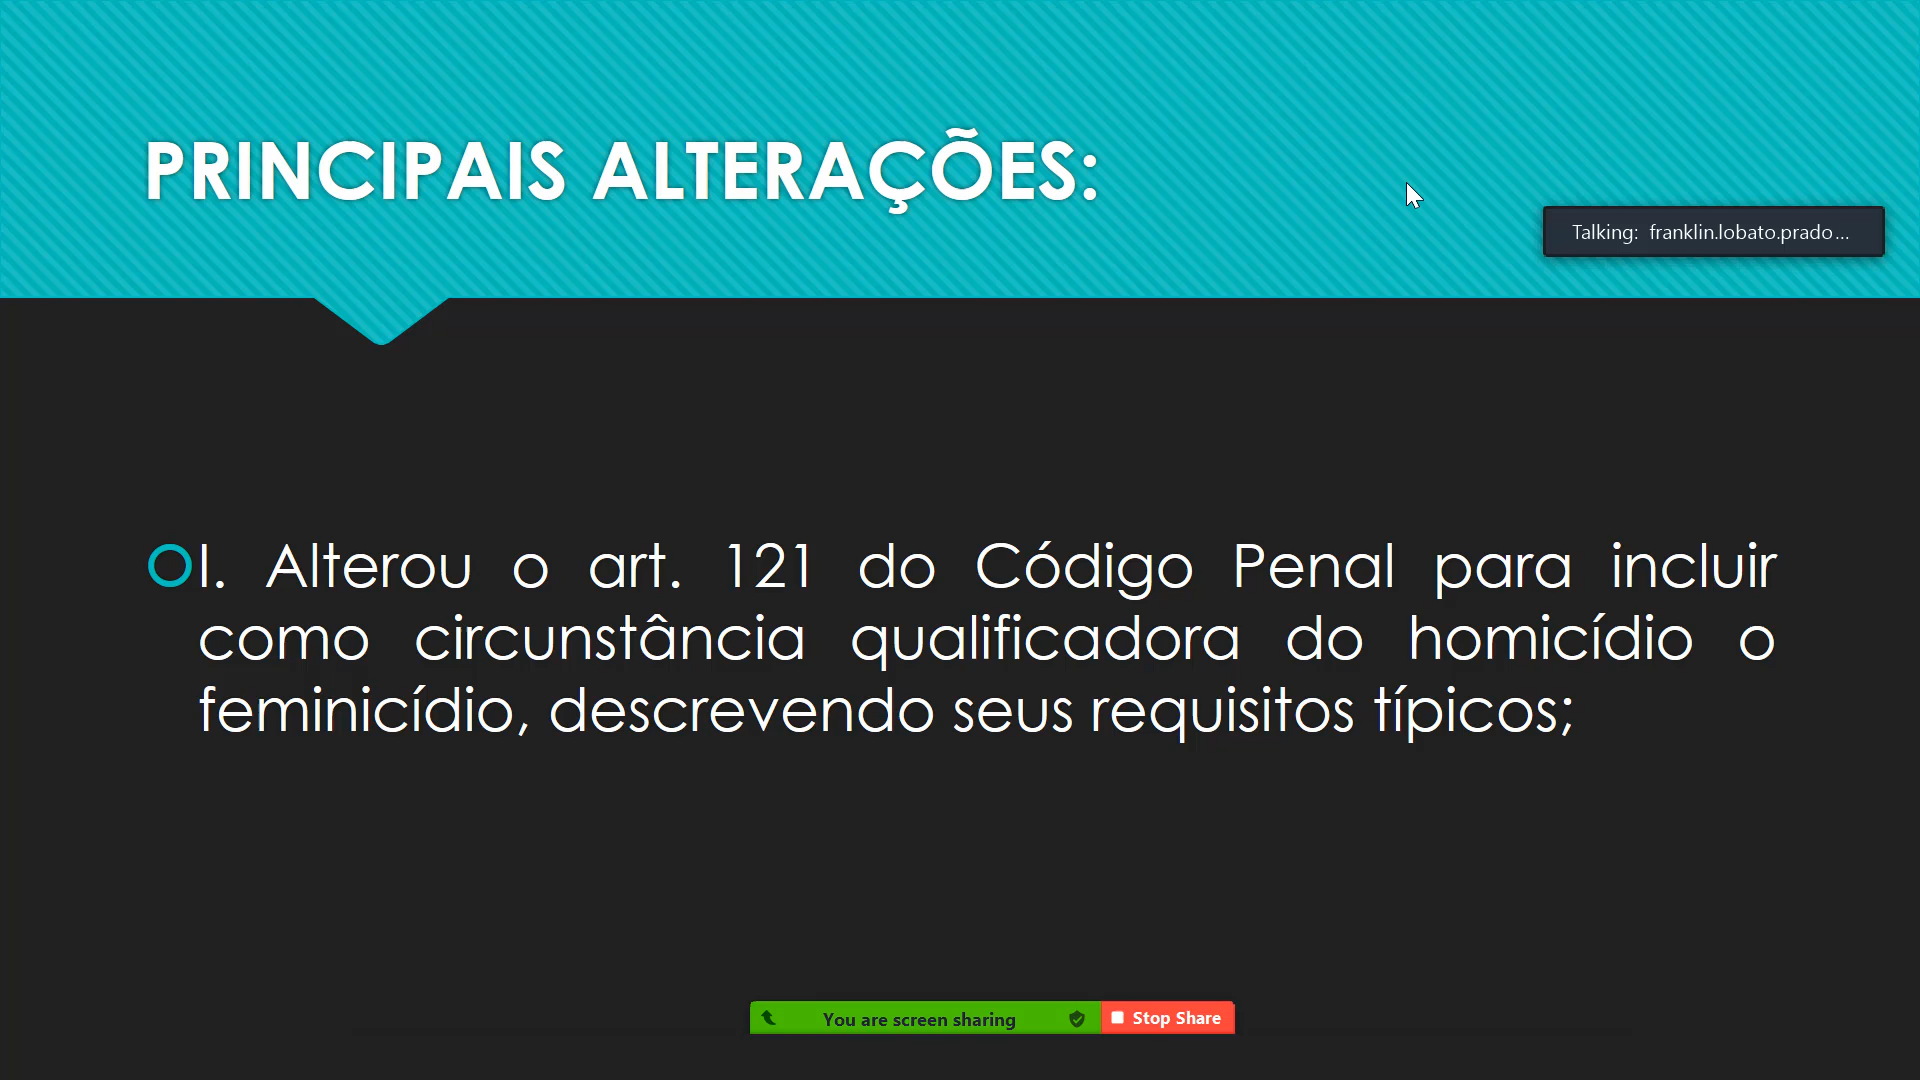 PRINCIPAIS ALTERAÇÕES:
Talking: franklin.lobato.prado...
I. Alterou o art. 121 do Código Penal para incluir
como circunstância qualificadora do homicídio o
feminicídio, descrevendo seus requisitos típicos;
You are screen sharing
Stop Share